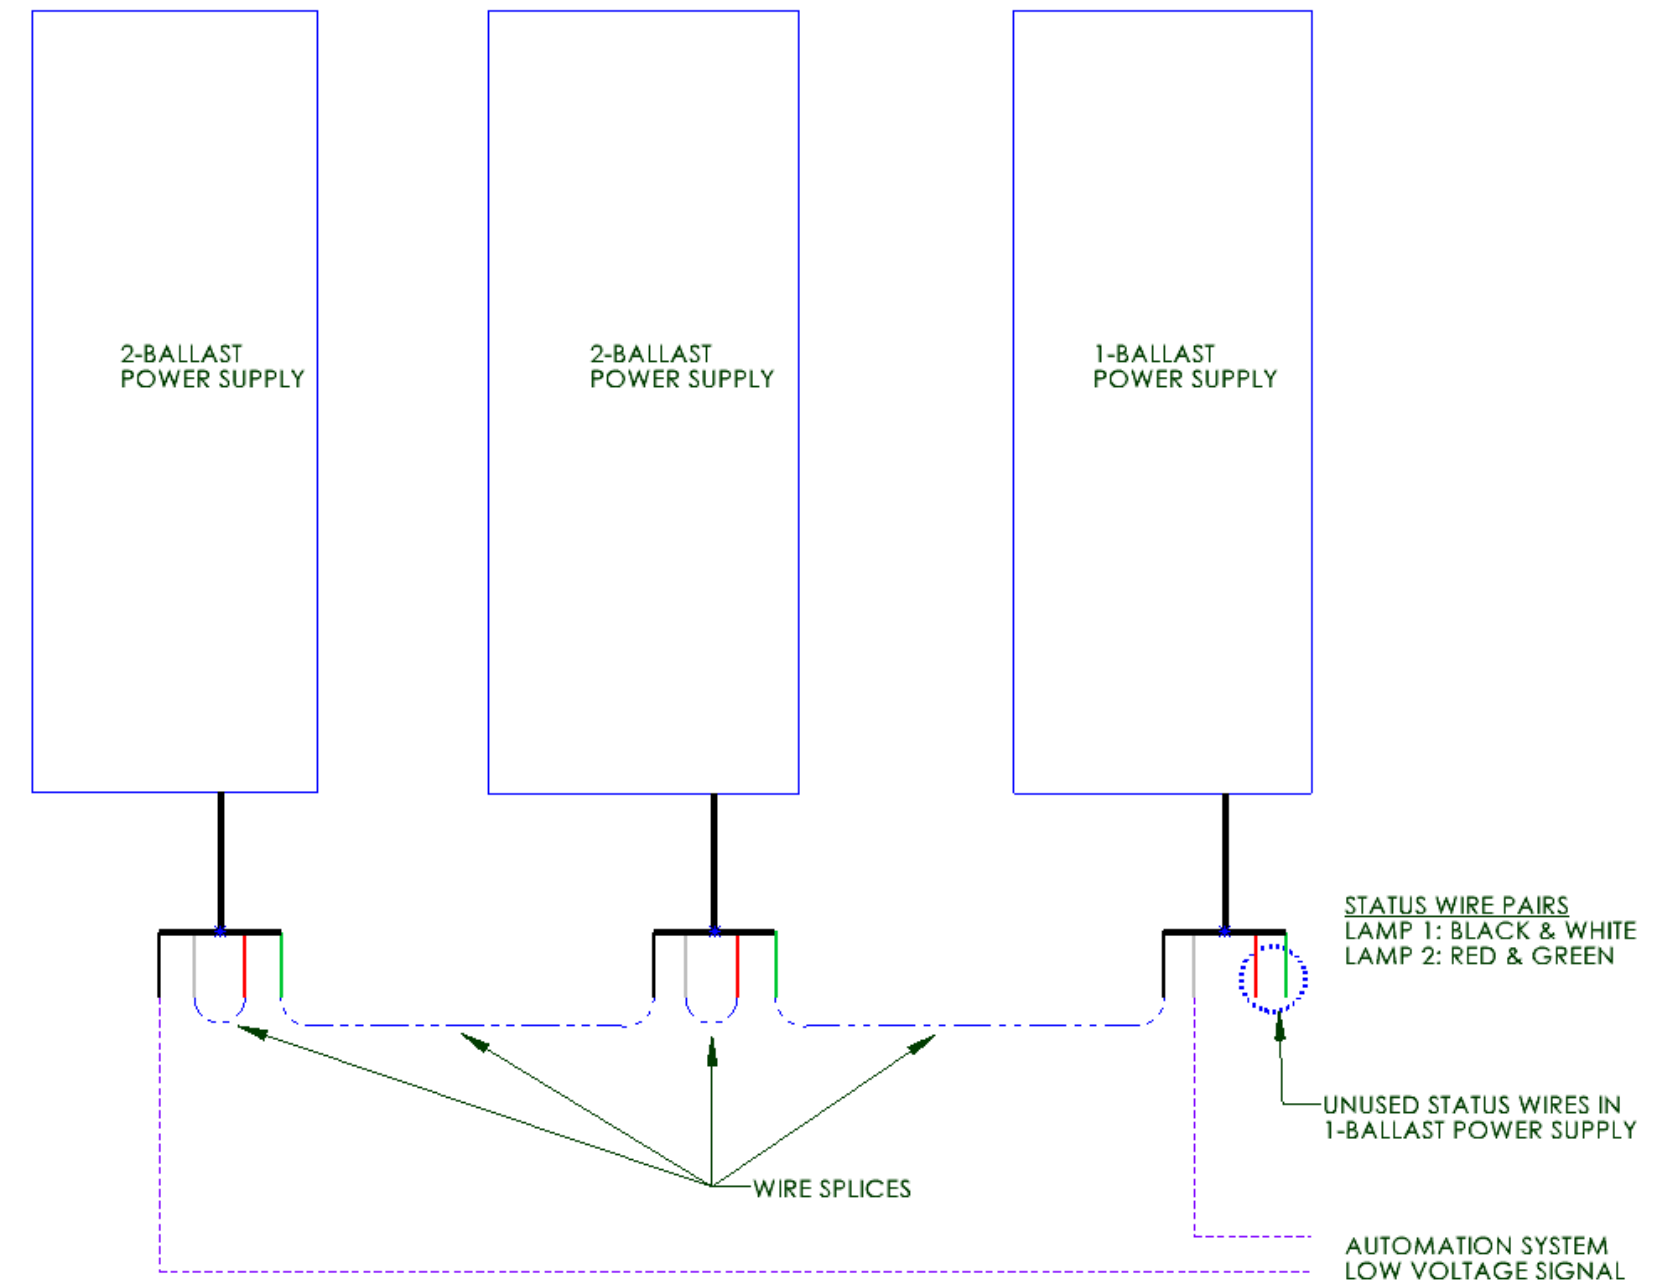 2-BALLAST
POWER SUPPLY
2-BALLAST
POWER SUPPLY
1-BALLAST
POWER SUPPLY
STATUS WIRE PAIRS
LAMP 1: BLACK & WHITE
LAMP 2: RED & GREEN
UNUSED STATUS WIRES IN
1-BALLAST POWER SUPPLY
WIRE SPLICES
AUTOMATION SYSTEM
LOW VOLTAGE SIGNAL